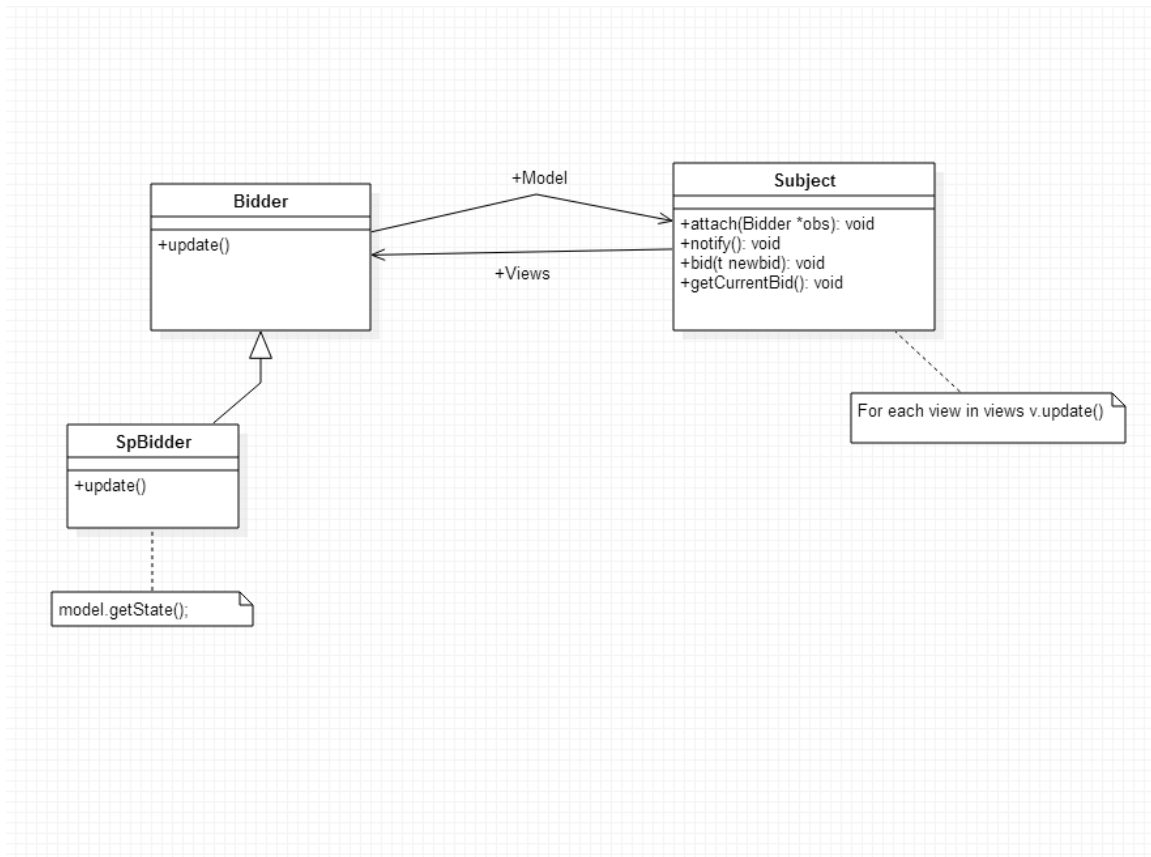 +Model
Bidder
+update()
Subject
+attach(Bidder *obs): void
+notify(): void
+bid(t newbid): void
+getCurrentBid(): void
+Views
For each view in views v.update()
SpBidder
+update()
model.getState();